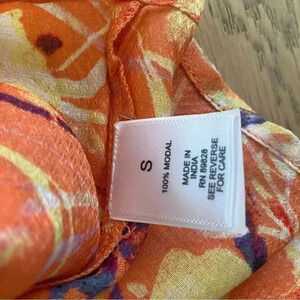 S
100% MODAL
MADE IN
INDIA
RN 89828
SEE REVERSE
FOR CARE